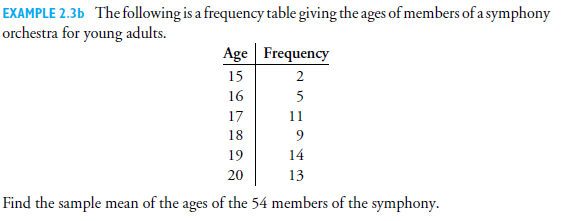 EXAMPLE 2.3b The following is a frequency table giving the ages of members of a symphony
orchestra for young adults.
Age Frequency
15 2
16 5
17 11
18 9
19 14
20 13
Find the sample mean of the ages of the 54 members of the symphony.